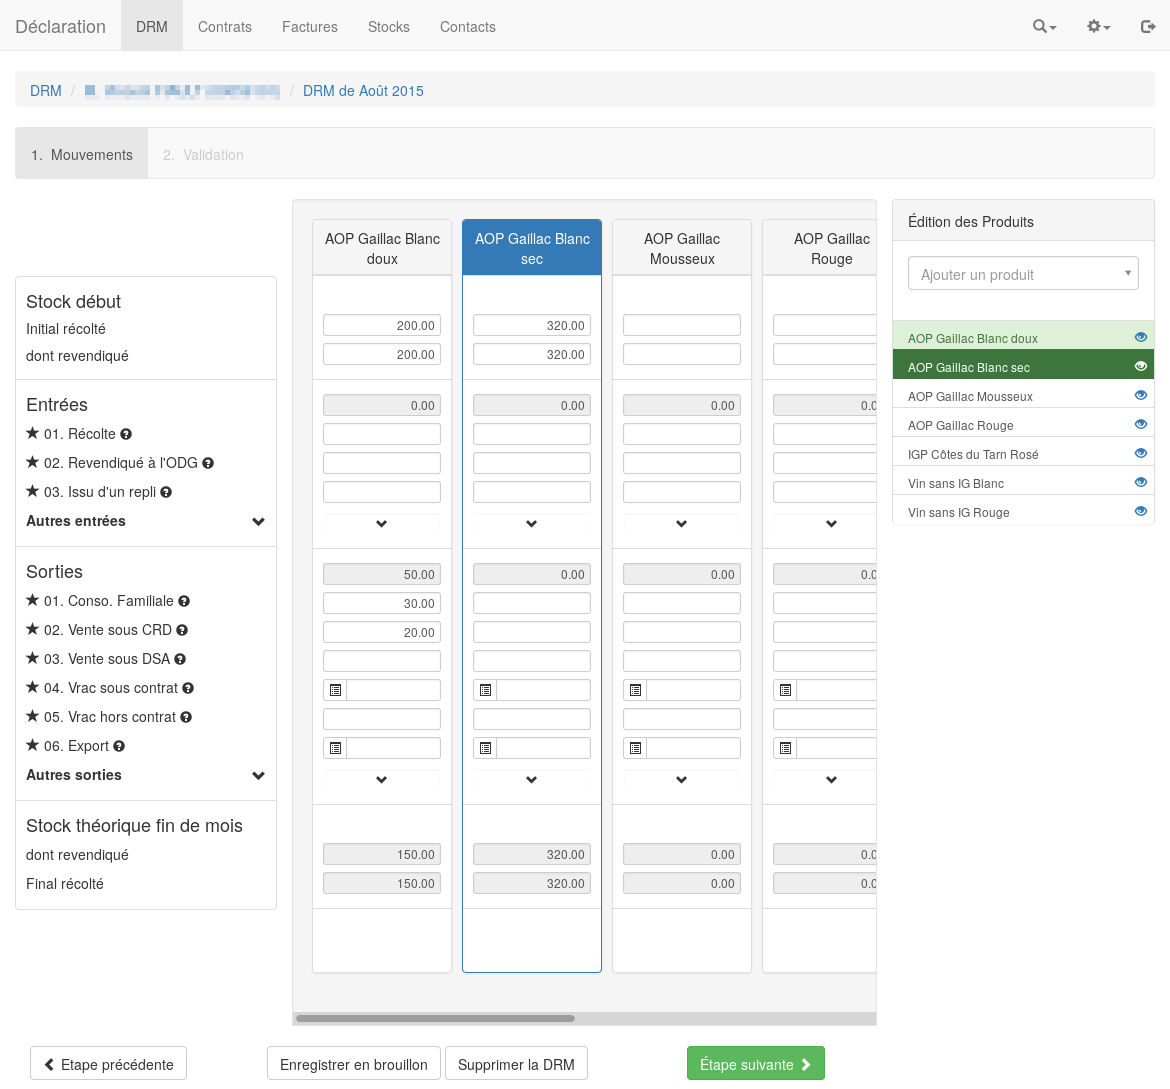 Déclaration DRM Contrats Factures Stocks Contacts
DRM / / DRM de Août 2015
1. Mouvements 2. Validation
AOP Gaillac Blanc doux
AOP Gaillac Blanc sec
AOP Gaillac Mousseux
AOP Gaillac Rouge
Édition des Produits
Ajouter un produit
Stock début
Initial récolté 200.00 320.00
dont revendiqué 200.00 320.00
Entrées 0.00 0.00 0.00 0.0
01. Récolte
02. Revendiqué à l'ODG
03. Issu d'un repli
Autres entrées
Sorties 50.00 0.00 0.00 0.0
01. Conso. Familiale 30.00
02. Vente sous CRD 20.00
03. Vente sous DSA
04. Vrac sous contrat
05. Vrac hors contrat
06. Export
Autres sorties
Stock théorique fin de mois
dont revendiqué 150.00 320.00 0.00 0.0
Final récolté 150.00 320.00 0.00 0.0
AOP Gaillac Blanc doux
AOP Gaillac Blanc sec
AOP Gaillac Mousseux
AOP Gaillac Rouge
IGP Côtes du Tarn Rosé
Vin sans IG Blanc
Vin sans IG Rouge
Etape précédente Enregistrer en brouillon Supprimer la DRM Étape suivante